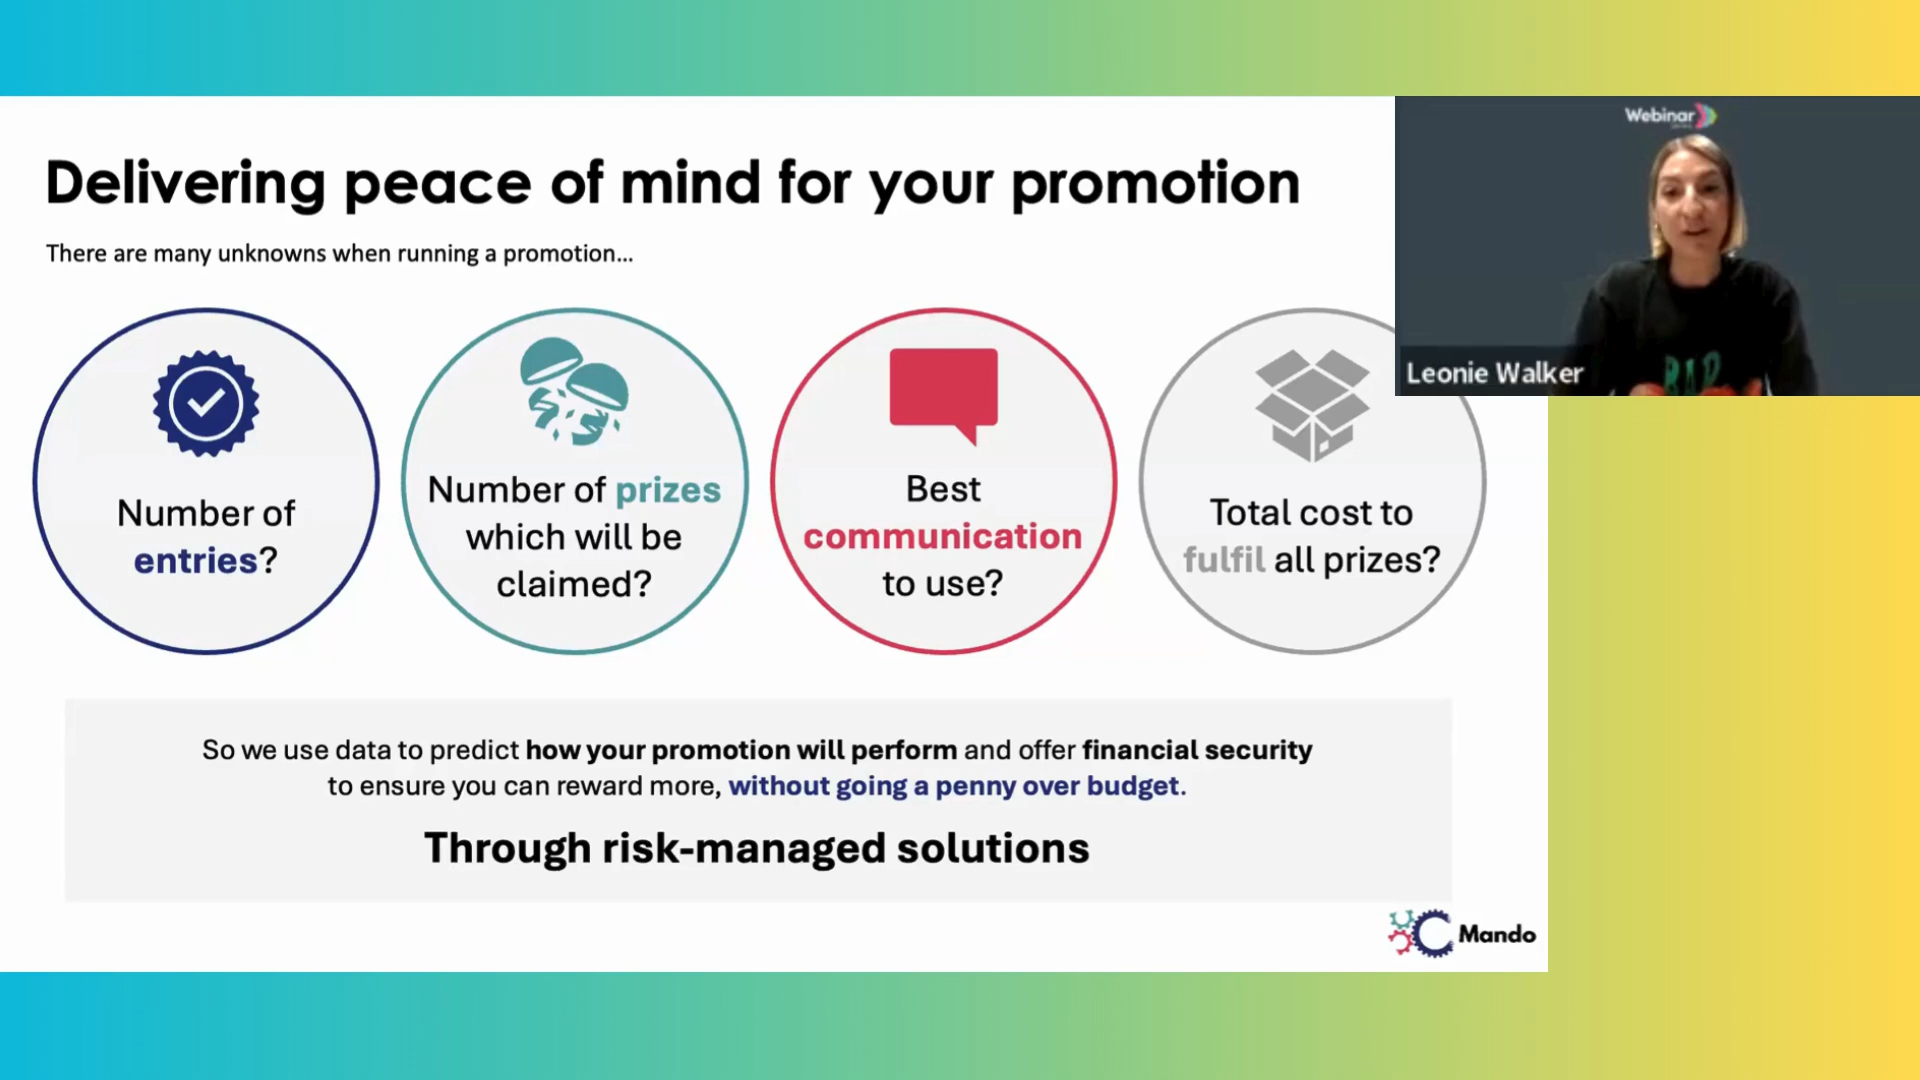 Delivering peace of mind for your promotion
There are many unknowns when running a promotion...
Number of
entries?
Number of prizes
which will be
claimed?
Best
communication
to use?
Total cost to
fulfil all prizes?
So we use data to predict how your promotion will perform and offer financial security
to ensure you can reward more, without going a penny over budget.
Through risk-managed solutions
Mando
Webinar
Leonie Walker